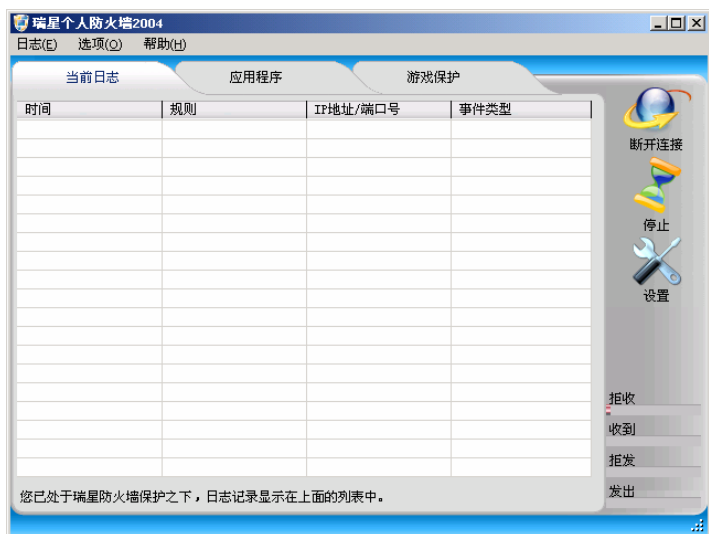 瑞星个人防火墙2004
日志(E) 选项(O) 帮助(H)
当前日志 应用程序 游戏保护
时间 规则 IP地址/端口号 事件类型
断开连接
停止
设置
拒收
收到
拒发
发出
您已处于瑞星防火墙保护之下，日志记录显示在上面的列表中。